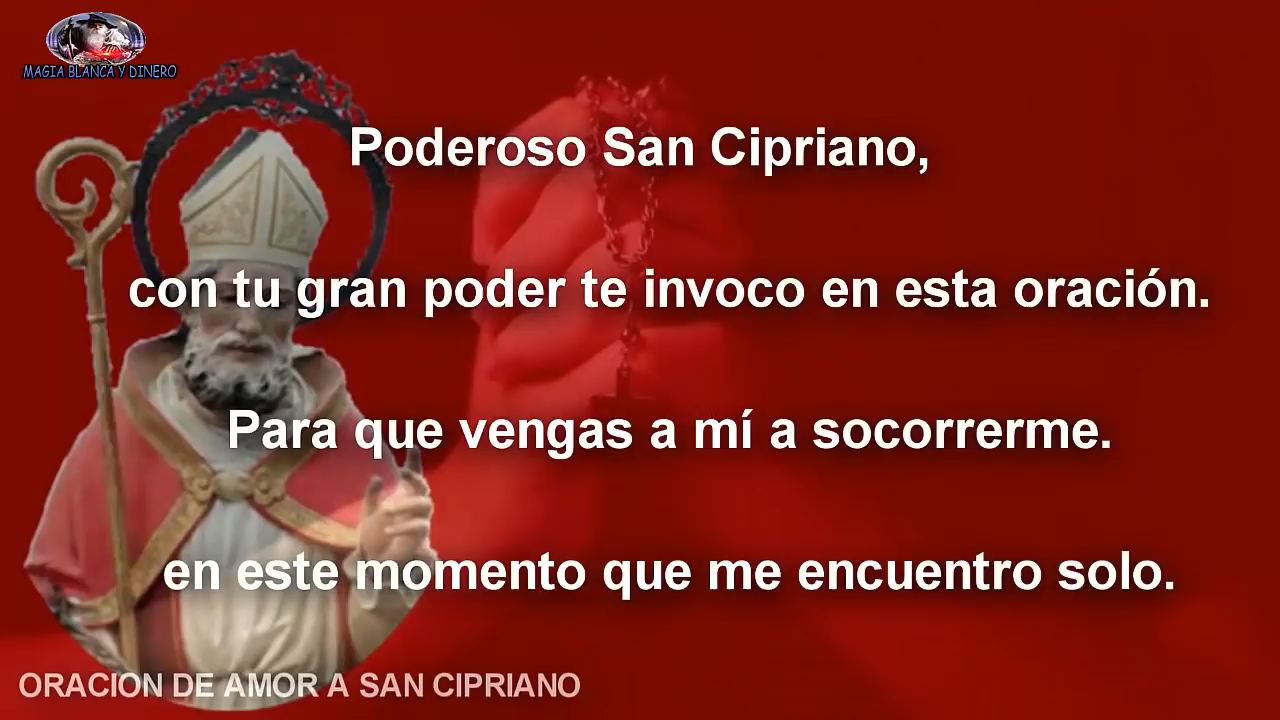 MAGIA BLANCA Y DINERO
Poderoso San Cipriano,
con tu gran poder te invoco en esta oración.
Para que vengas a mí a socorrerme.
en este momento que me encuentro solo.
ORACION DE AMOR A SAN CIPRIANO